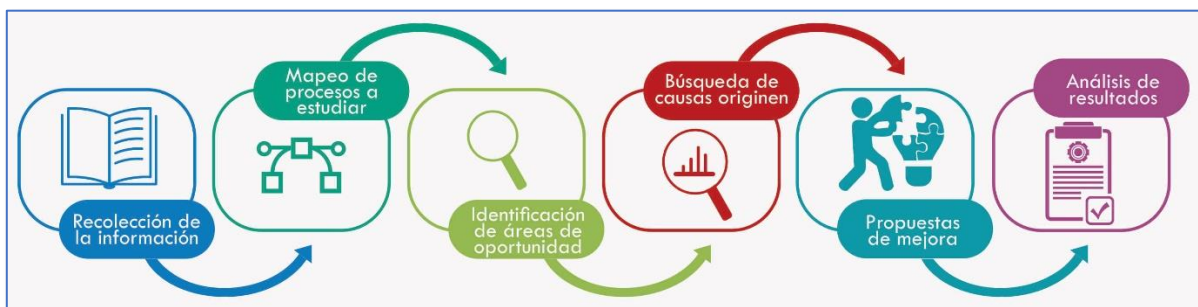 Recolección de
la información
Mapeo de
procesos a
estudiar
Identificación
de áreas de
oportunidad
Búsqueda de
causas originen
Propuestas
de mejora
Análisis de
resultados